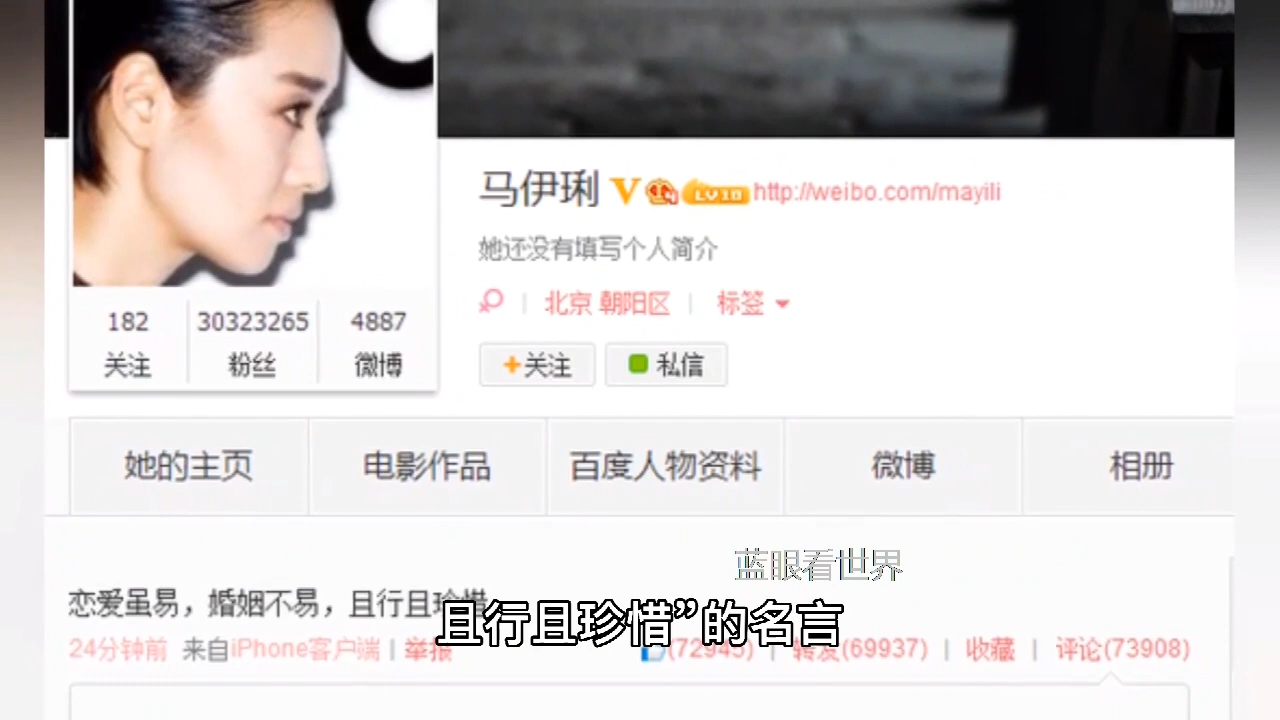 马伊琍 V LV10 http://weibo.com/mayili
她还没有填写个人简介
北京 朝阳区 | 标签
182 30323265 4887
关注 粉丝 微博
+关注 私信
她的主页 电影作品 百度人物资料 微博 相册
蓝眼看世界
恋爱虽易，婚姻不易，且行且珍惜
且行且珍惜”的名言
24分钟前 来自iPhone客户端 | 举报 (72945) | 转发(69937) | 收藏 | 评论(73908)